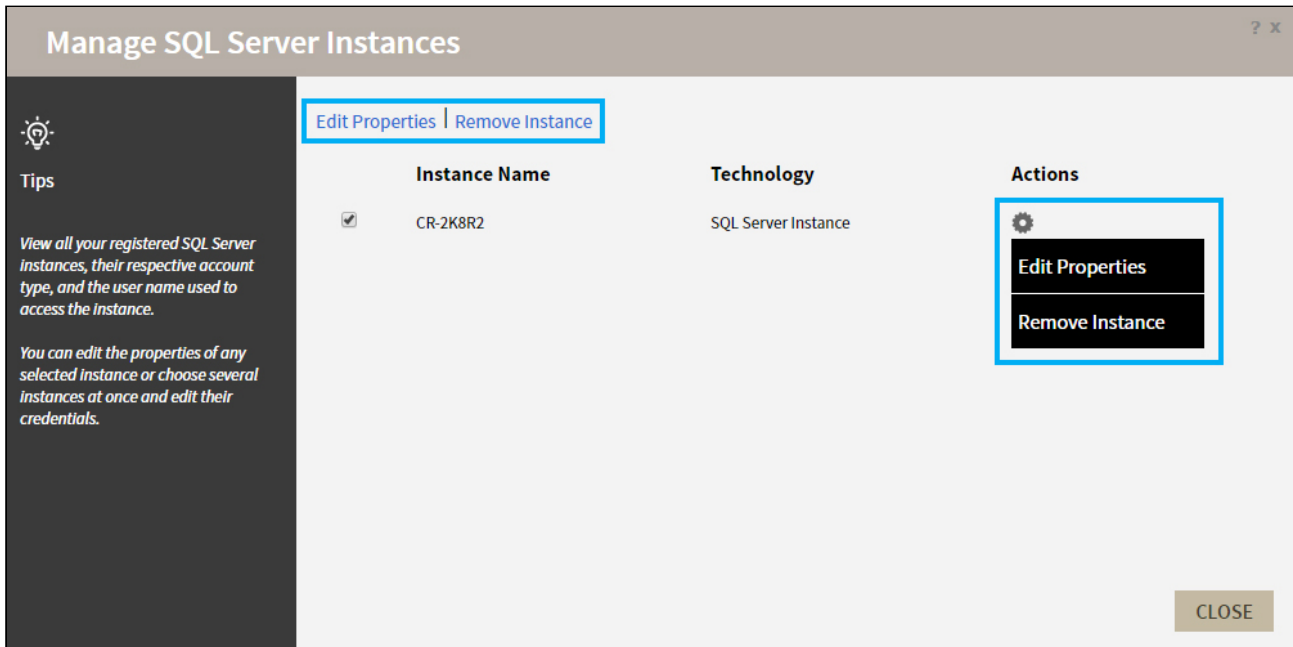 Manage SQL Server Instances
? x
Tips
View all your registered SQL Server
instances, their respective account
type, and the user name used to
access the instance.
You can edit the properties of any
selected instance or choose several
instances at once and edit their
credentials.
Edit Properties | Remove Instance
Instance Name Technology Actions
CR-2K8R2 SQL Server Instance
Edit Properties
Remove Instance
CLOSE